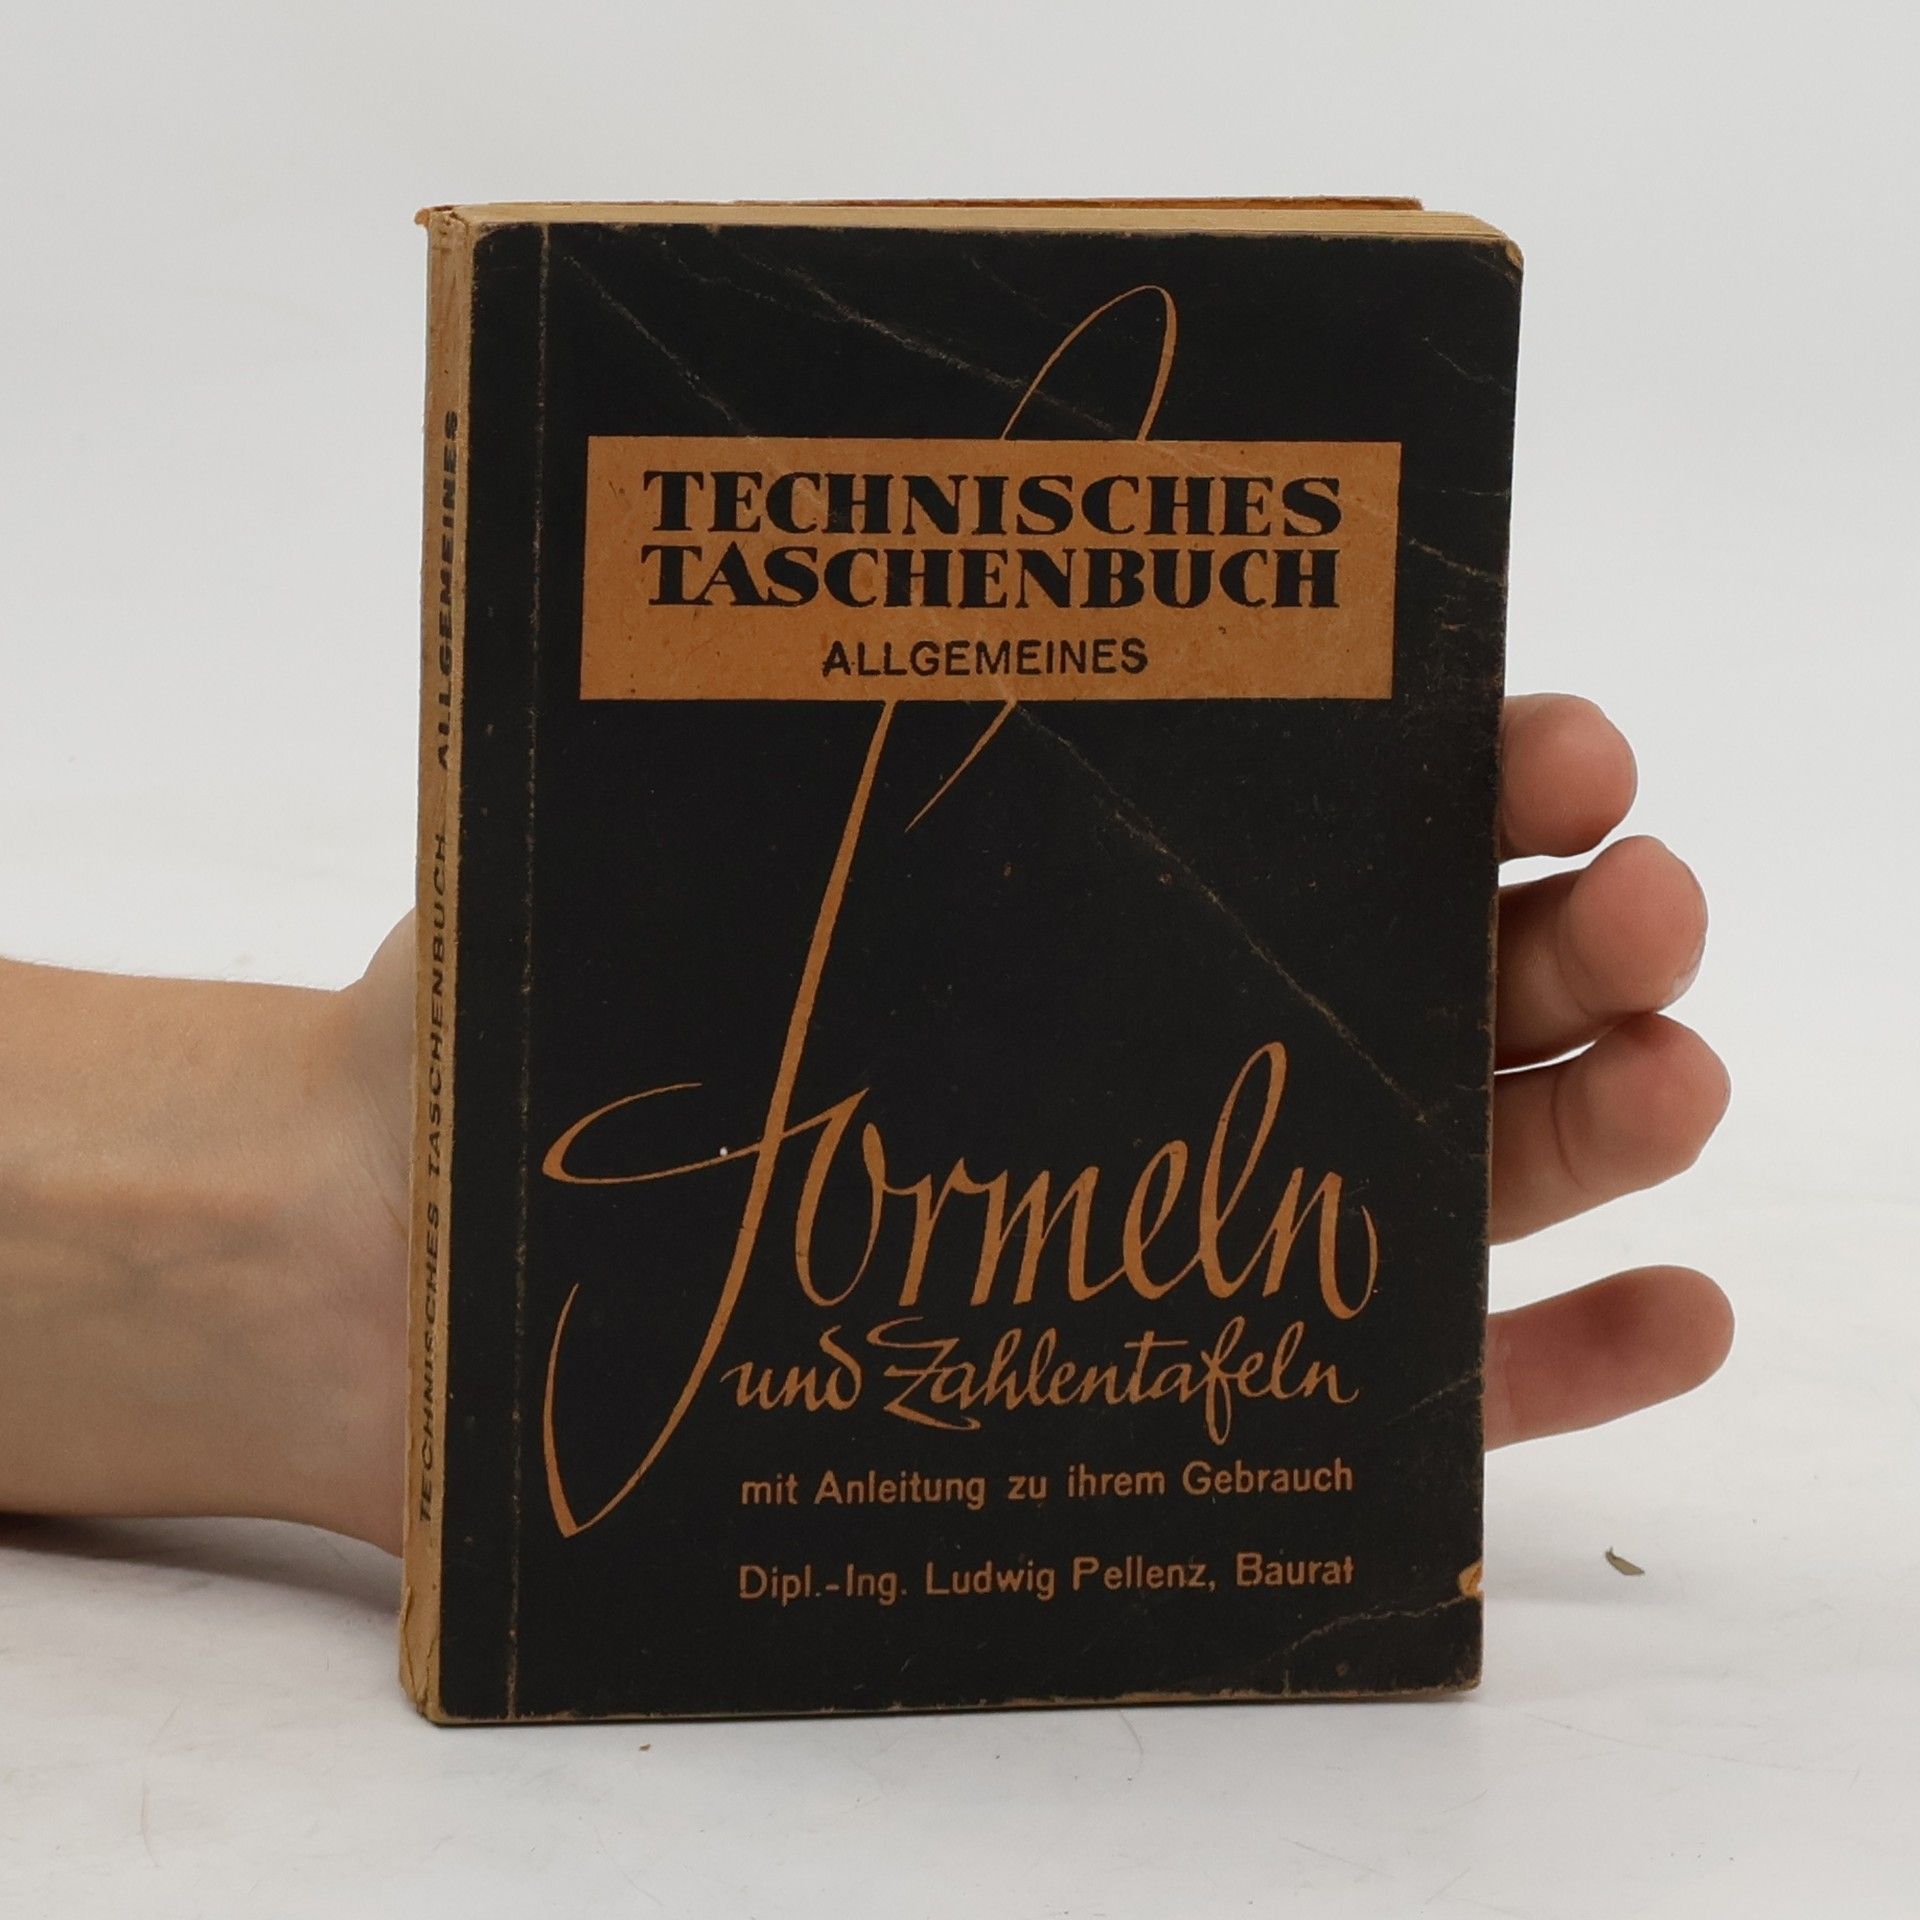 TECHNISCHES
TASCHENBUCH
ALLGEMEINES
Formeln
und Zahlentafeln
mit Anleitung zu ihrem Gebrauch
Dipl.-Ing. Ludwig Pellenz, Baurat
TECHNISCHES TASCHENBUCH ALLGEMEINES